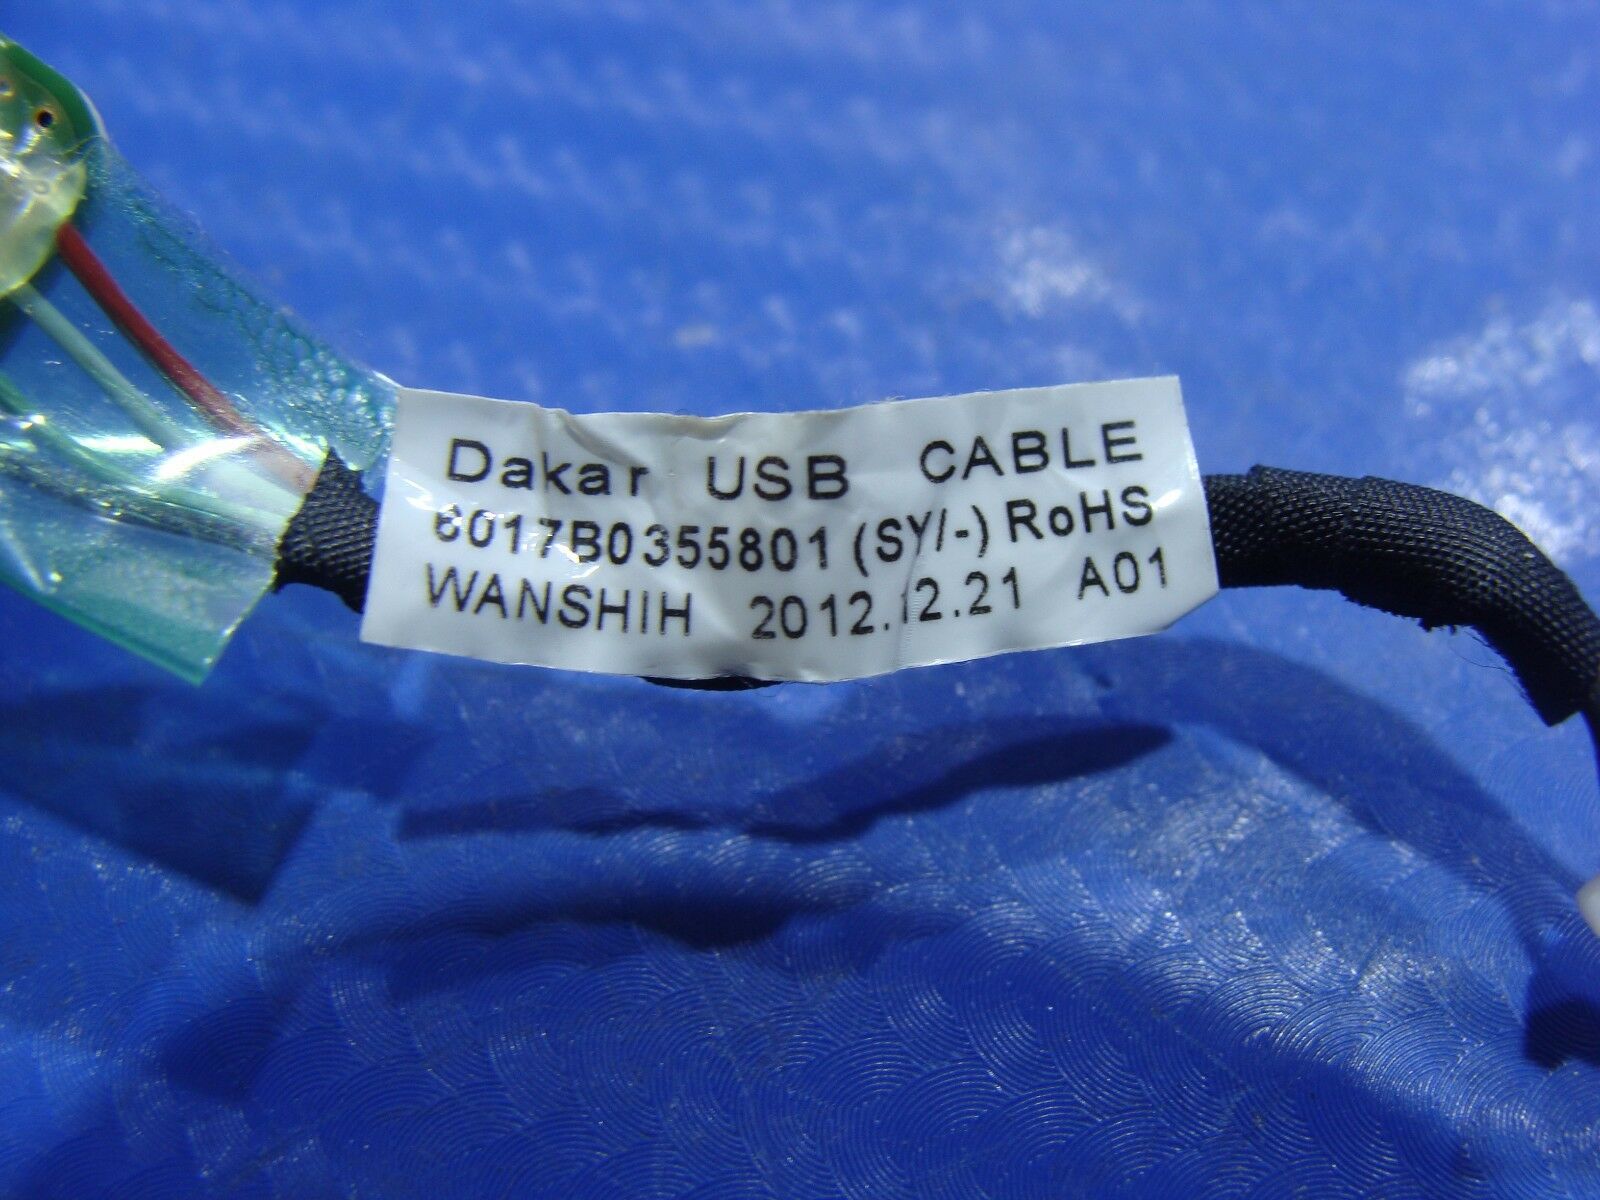 Dakar USB CABLE
6017B0355801 (SY/-) RoHS
WANSHIH 2012.12.21 A01